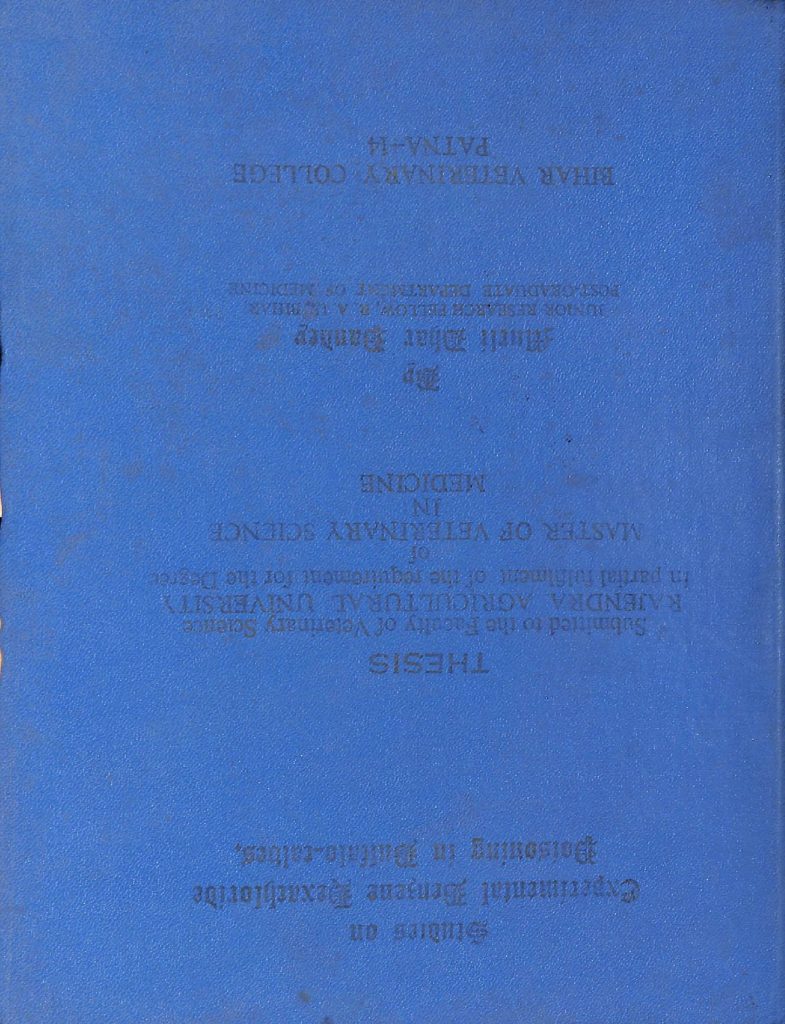 Studies on
Experimental Benzene Hexachloride
Poisoning in Buffalo-calves,
THESIS
Submitted to the Faculty of Veterinary Science
RAJENDRA AGRICULTURAL UNIVERSITY
in partial fulfilment of the requirement for the Degree
of
MASTER OF VETERINARY SCIENCE
IN
MEDICINE
By
Murli Dhar Pandey
JUNIOR RESEARCH FELLOW, R. A. U. BIHAR
POST-GRADUATE DEPARTMENT OF MEDICINE
BIHAR VETERINARY COLLEGE
PATNA-14